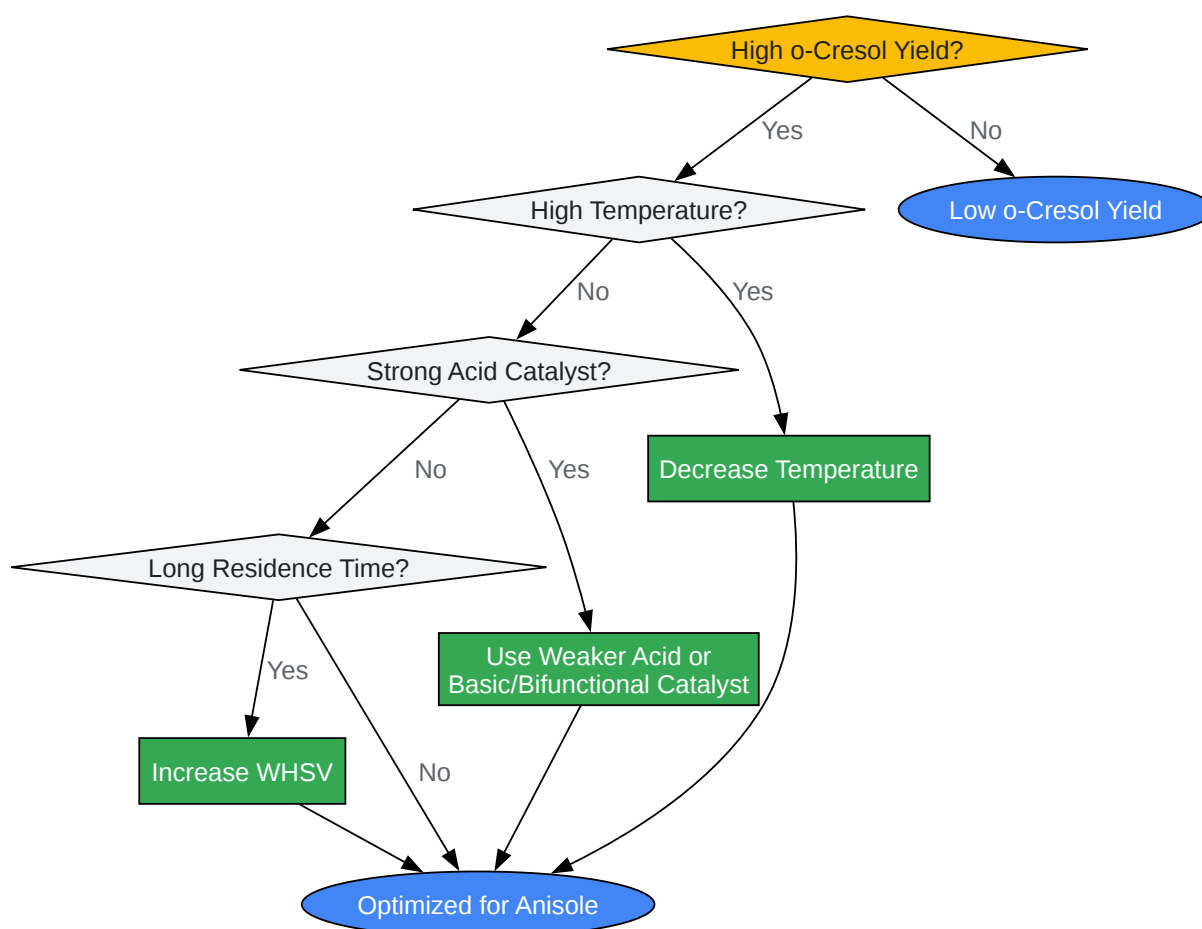 High o-Cresol Yield?
Yes
No
High Temperature?
Low o-Cresol Yield
No
Yes
Strong Acid Catalyst?
No
Yes
Decrease Temperature
Long Residence Time?
Use Weaker Acid or
Basic/Bifunctional Catalyst
Yes
Increase WHSV
No
Optimized for Anisole